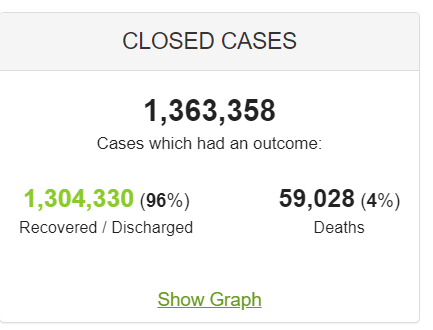 CLOSED CASES
1,363,358
Cases which had an outcome:
1,304,330 (96%)
Recovered / Discharged
59,028 (4%)
Deaths
Show Graph